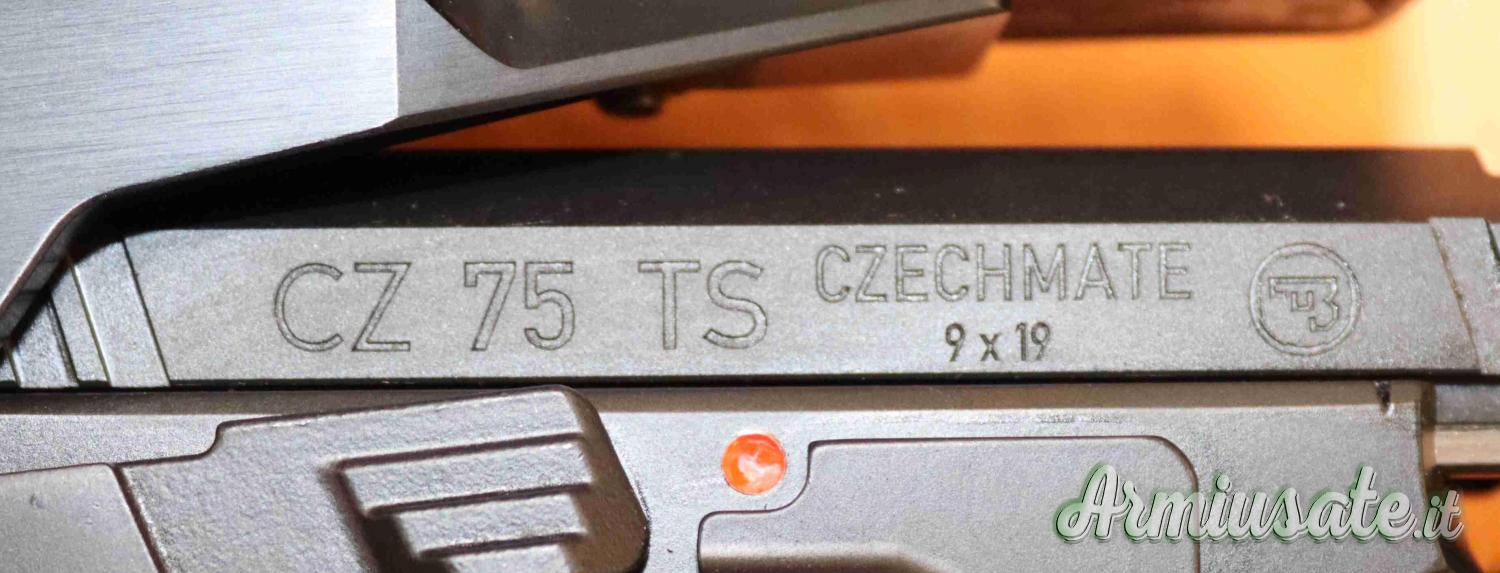 CZ 75 TS CZECHMATE
9 x 19
Armiusate.it